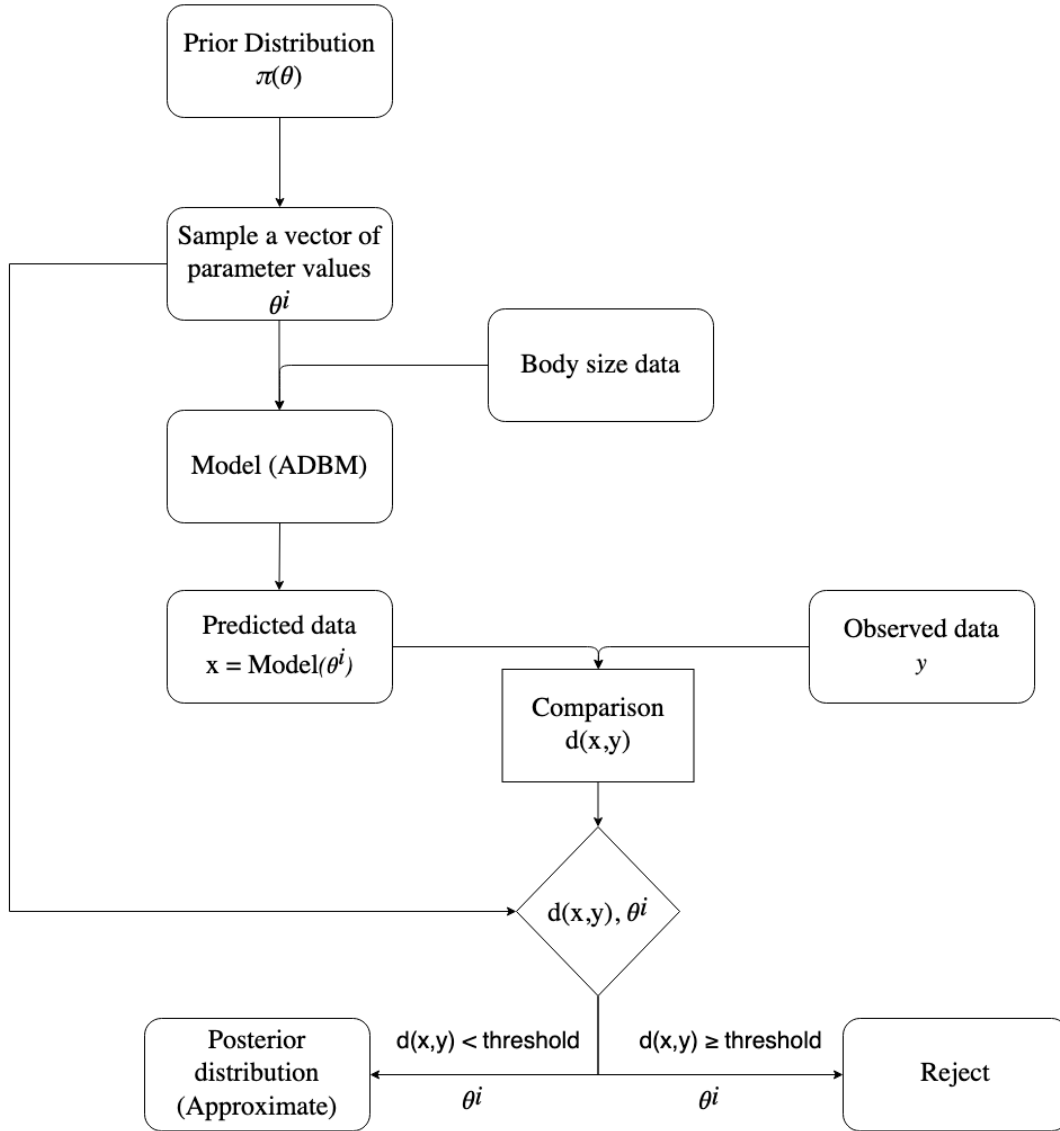 Prior Distribution
π(θ)
Sample a vector of
parameter values
θⁱ
Body size data
Model (ADBM)
Predicted data
x = Model(θⁱ)
Observed data
y
Comparison
d(x,y)
d(x,y), θⁱ
d(x,y) < threshold
θⁱ
d(x,y) ≥ threshold
θⁱ
Posterior
distribution
(Approximate)
Reject